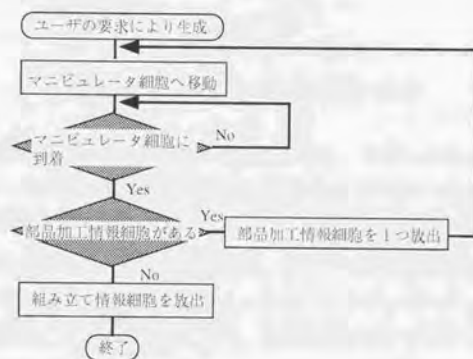 ユーザの要求により生成
マニピュレータ細胞へ移動
マニピュレータ細胞に
到着
No
Yes
部品加工情報細胞がある
Yes
部品加工情報細胞を1つ放出
No
組み立て情報細胞を放出
終了